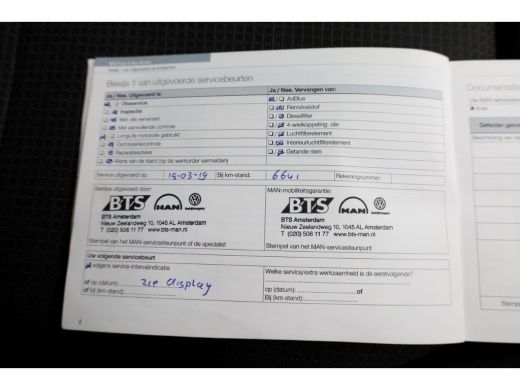 Bewijs 1 van uitgevoerde servicebeurten
Ja / Nee. Uitgevoerd is:
Olieservice
Inspectie
Met olie verversen
Met aanvullende controle
LongLife motorolie gebruikt
Carrosseriecontrole
Reparatieadvies
Wens van de klant (op de workorder vermelden)
Ja / Nee. Vervangen van:
AdBlue
Remvloeistof
Dieselfilter
4-wielkoppeling: olie
Luchtfilterelement
Interieurluchtfilterelement
Getande riem
Service uitgevoerd op: 19-03-19 Bij km-stand: 6641 Rekeningnummer:
Service uitgevoerd door:
BTS MAN
BTS Amsterdam
Nieuw Zeelandweg 10, 1045 AL Amsterdam
T (020) 506 11 77 www.bts-man.nl
Stempel van het MAN-servicesteunpunt of de specialist
MAN-mobiliteitsgarantie:
BTS MAN
BTS Amsterdam
Nieuw Zeelandweg 10, 1045 AL Amsterdam
T (020) 506 11 77 www.bts-man.nl
Stempel van het MAN-servicesteunpunt
Uw volgende servicebeurt
volgens service-intervalindicatie
of op (datum): zie display
of bij (km-stand):
Welke service/extra werkzaamheid is de eerstvolgende?
op (datum): of
Bij (km-stand):
2
Documentatie
Stempel